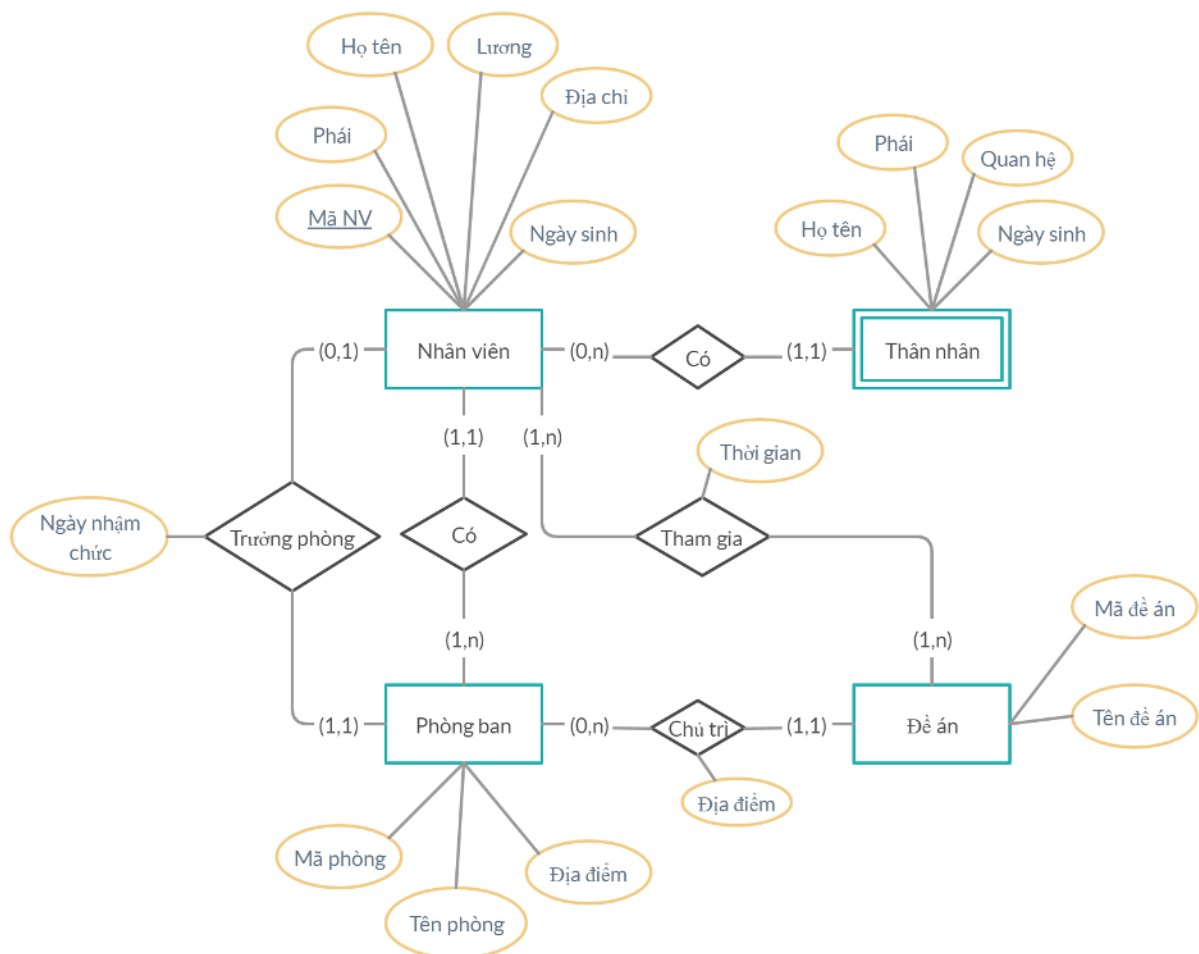 Họ tên
Lương
Địa chỉ
Phái
Mã NV
Ngày sinh
Phái
Quan hệ
Họ tên
Ngày sinh
(0,1)
Nhân viên
(0,n)
Có
(1,1)
Thân nhân
(1,1)
(1,n)
Thời gian
Ngày nhậm
chức
Trưởng phòng
Có
Tham gia
(1,n)
(1,n)
Mã đề án
Tên đề án
(1,1)
Phòng ban
(0,n)
Chủ trì
(1,1)
Đề án
Địa điểm
Mã phòng
Địa điểm
Tên phòng